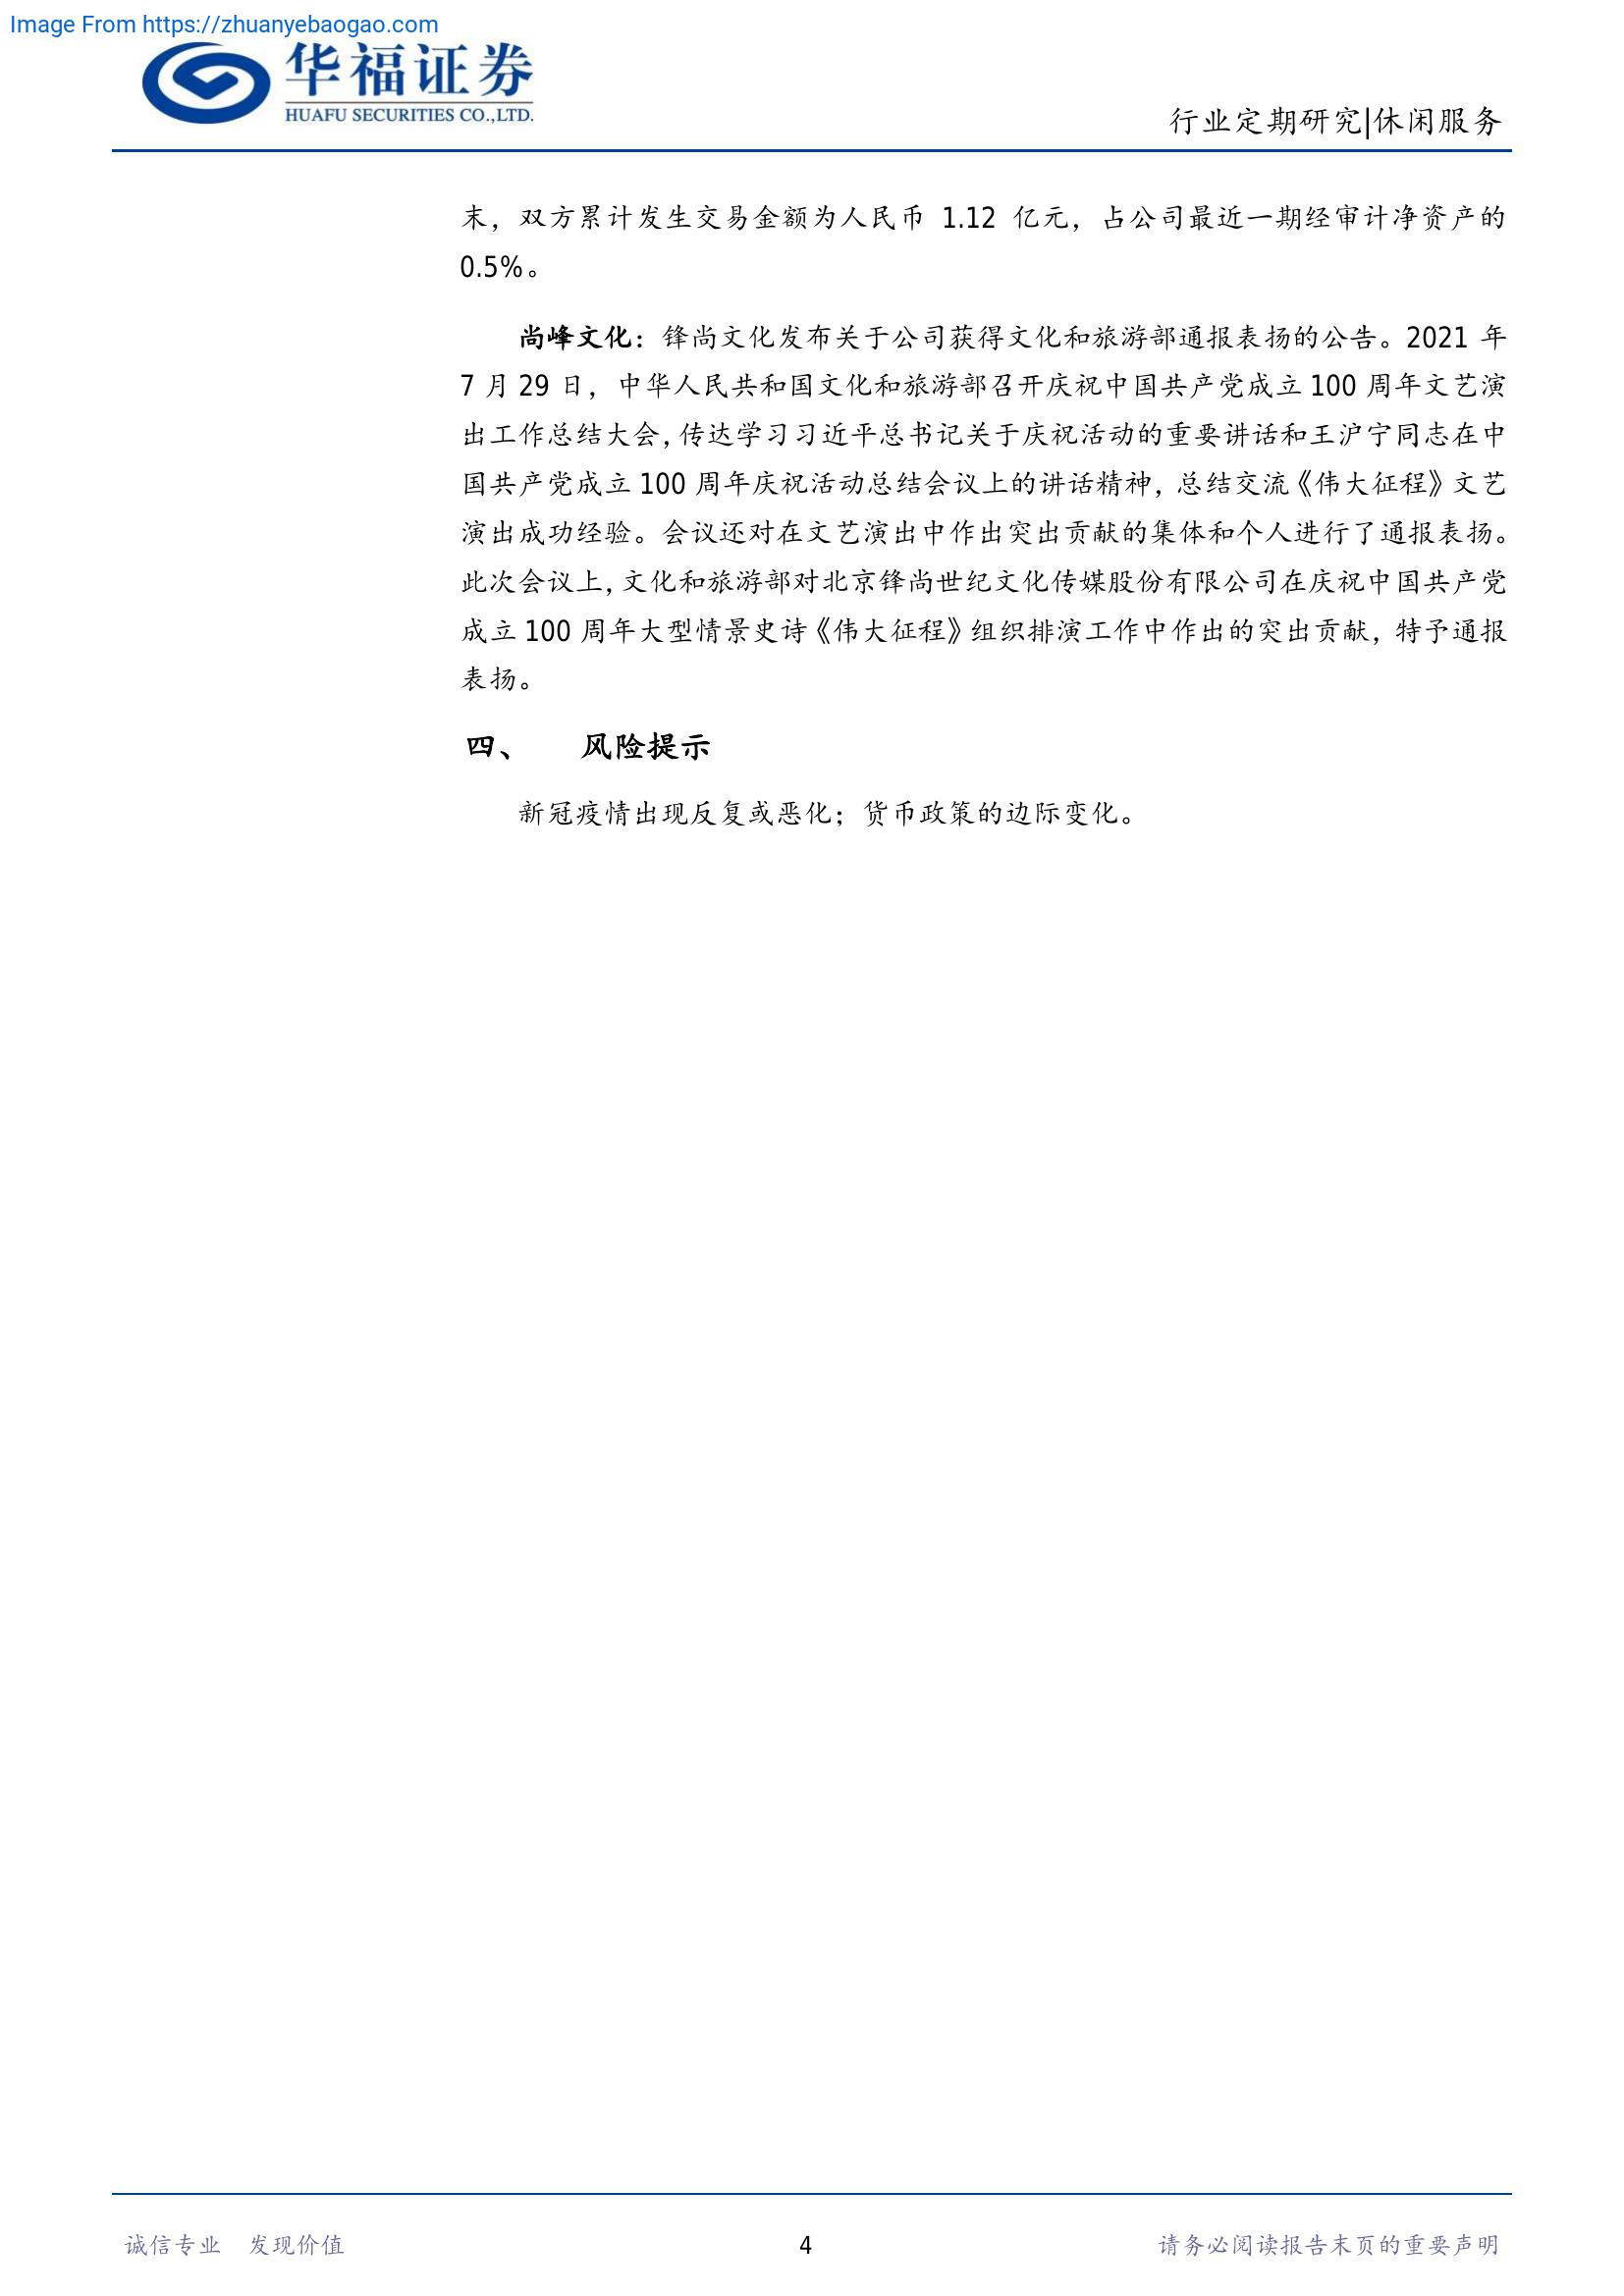 Image From https://zhuanyebaogao.com
华福证券
HUAFU SECURITIES CO.,LTD.
行业定期研究|休闲服务
末，双方累计发生交易金额为人民币 1.12 亿元，占公司最近一期经审计净资产的
0.5%。
尚峰文化：锋尚文化发布关于公司获得文化和旅游部通报表扬的公告。2021 年
7 月 29 日，中华人民共和国文化和旅游部召开庆祝中国共产党成立 100 周年文艺演
出工作总结大会，传达学习习近平总书记关于庆祝活动的重要讲话和王沪宁同志在中
国共产党成立 100 周年庆祝活动总结会议上的讲话精神，总结交流《伟大征程》文艺
演出成功经验。会议还对在文艺演出中作出突出贡献的集体和个人进行了通报表扬。
此次会议上，文化和旅游部对北京锋尚世纪文化传媒股份有限公司在庆祝中国共产党
成立 100 周年大型情景史诗《伟大征程》组织排演工作中作出的突出贡献，特予通报
表扬。
四、 风险提示
新冠疫情出现反复或恶化；货币政策的边际变化。
诚信专业 发现价值
4
请务必阅读报告末页的重要声明